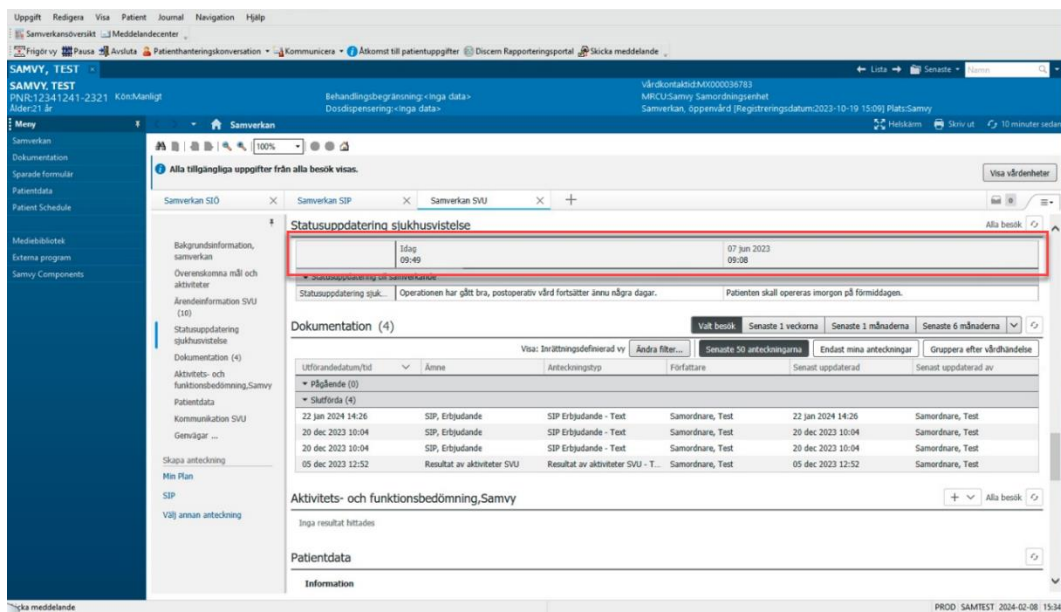 Uppgift Redigera Visa Patient Journal Navigation Hjälp
Samverkansöversikt Meddelandecenter
Frigör vy Pausa Avsluta Patienthanteringskonversation Kommunicera Åtkomst till patientuppgifter Discern Rapporteringsportal Skicka meddelande
SAMVY, TEST Lista Senaste Name
SAMVY, TEST Vårdkontaktid:MX000036783
PNR:12341241-2321 Kön:Manligt Behandlingsbegränsning:<Inga data> MRCU:Samvy Samordningsenhet
Ålder:21 år Dosdispensering:<Inga data> Samverkan, öppenvård [Registreringsdatum:2023-10-19 15:09] Plats:Samvy
Meny Samverkan Helskärm Skriv ut 10 minuter sedan
Samverkan
Dokumentation
Sparade formulär
Patientdata
Patient Schedule
Mediebibliotek
Externa program
Samvy Components
100%
Alla tillgängliga uppgifter från alla besök visas. Visa vårdenheter
Samverkan SIÖ Samverkan SIP Samverkan SVU 0
Bakgrundsinformation, samverkan
Överenskomna mål och aktiviteter
Ärendeinformation SVU (10)
Statusuppdatering sjukhusvistelse
Dokumentation (4)
Aktivitets- och funktionsbedömning,Samvy
Patientdata
Kommunikation SVU
Genvägar ...
Skapa anteckning
Min Plan
SIP
Välj annan anteckning
Statusuppdatering sjukhusvistelse Alla besök
Idag 07 jun 2023
09:49 09:08
Statusuppdatering till samverkande
Statusuppdatering sjuk... Operationen har gått bra, postoperativ vård fortsätter ännu några dagar. Patienten skall opereras imorgon på förmiddagen.
Dokumentation (4) Valt besök Senaste 1 veckorna Senaste 1 månaderna Senaste 6 månaderna
Visa: Inrättningsdefinierad vy Ändra filter... Senaste 50 anteckningarna Endast mina anteckningar Gruppera efter vårdhändelse
Utförandedatum/tid Ämne Anteckningstyp Författare Senast uppdaterad Senast uppdaterad av
Pågående (0)
Slutförda (4)
22 jan 2024 14:26 SIP, Erbjudande SIP Erbjudande - Text Samordnare, Test 22 jan 2024 14:26 Samordnare, Test
20 dec 2023 10:04 SIP, Erbjudande SIP Erbjudande - Text Samordnare, Test 20 dec 2023 10:04 Samordnare, Test
20 dec 2023 10:04 SIP, Erbjudande SIP Erbjudande - Text Samordnare, Test 20 dec 2023 10:04 Samordnare, Test
05 dec 2023 12:52 Resultat av aktiviteter SVU Resultat av aktiviteter SVU - T... Samordnare, Test 05 dec 2023 12:52 Samordnare, Test
Aktivitets- och funktionsbedömning,Samvy Alla besök
Inga resultat hittades
Patientdata
Information
Skicka meddelande PROD SAMTEST 2024-02-08 15:34